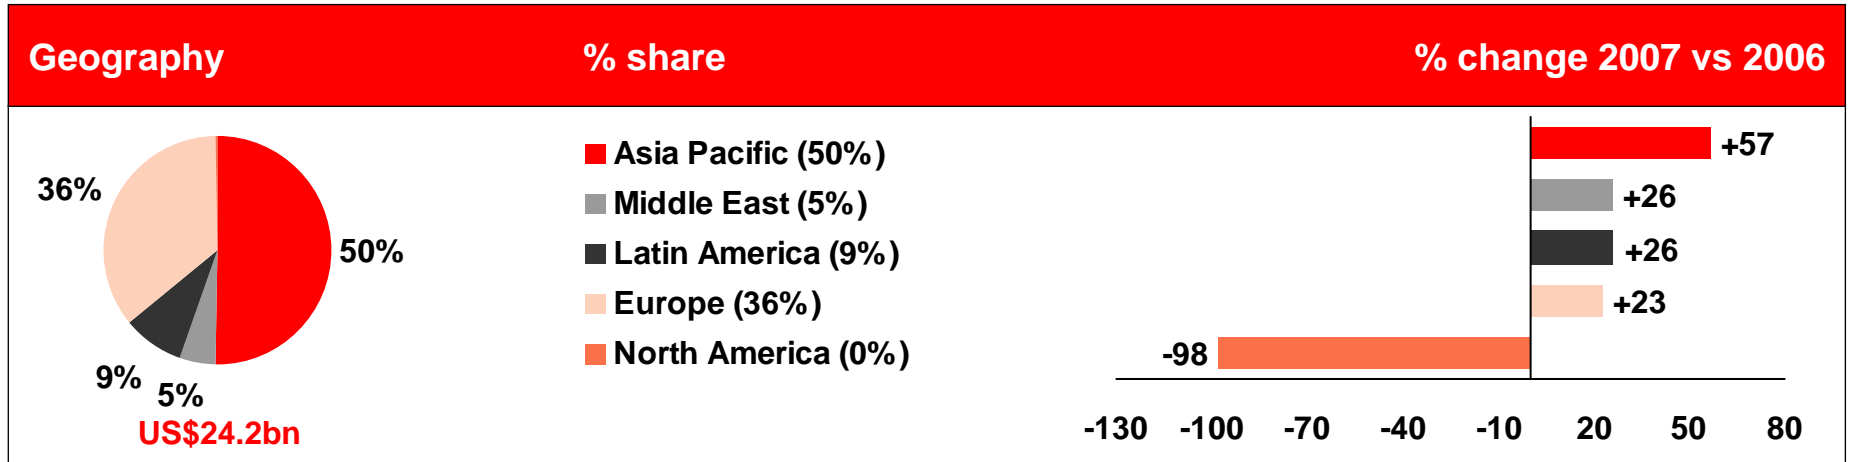 Geography % share % change 2007 vs 2006
36%
50%
9%
5%
US$24.2bn
Asia Pacific (50%)
Middle East (5%)
Latin America (9%)
Europe (36%)
North America (0%)
+57
+26
+26
+23
-98
-130 -100 -70 -40 -10 20 50 80